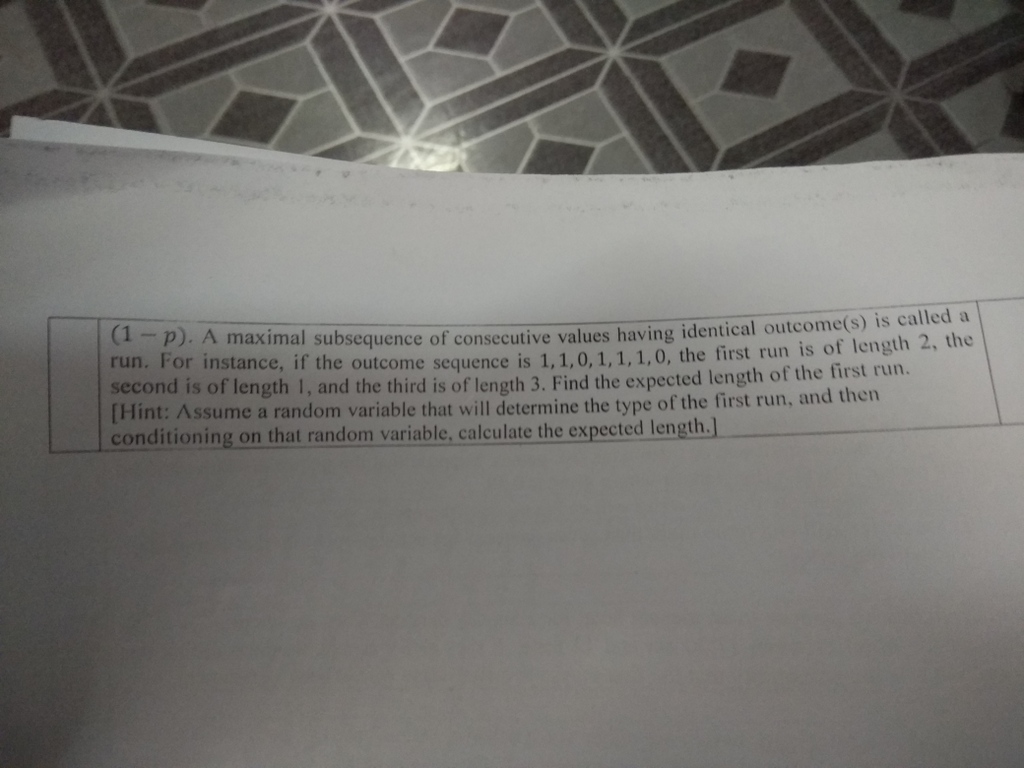 (1 − p). A maximal subsequence of consecutive values having identical outcome(s) is called a
run. For instance, if the outcome sequence is 1, 1, 0, 1, 1, 1, 0, the first run is of length 2, the
second is of length 1, and the third is of length 3. Find the expected length of the first run.
[Hint: Assume a random variable that will determine the type of the first run, and then
conditioning on that random variable, calculate the expected length.]